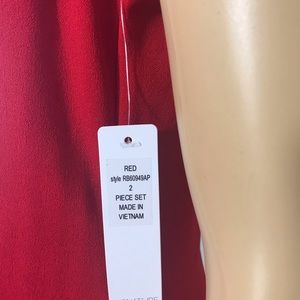 RED
style RB60949AP
2
PIECE SET
MADE IN
VIETNAM